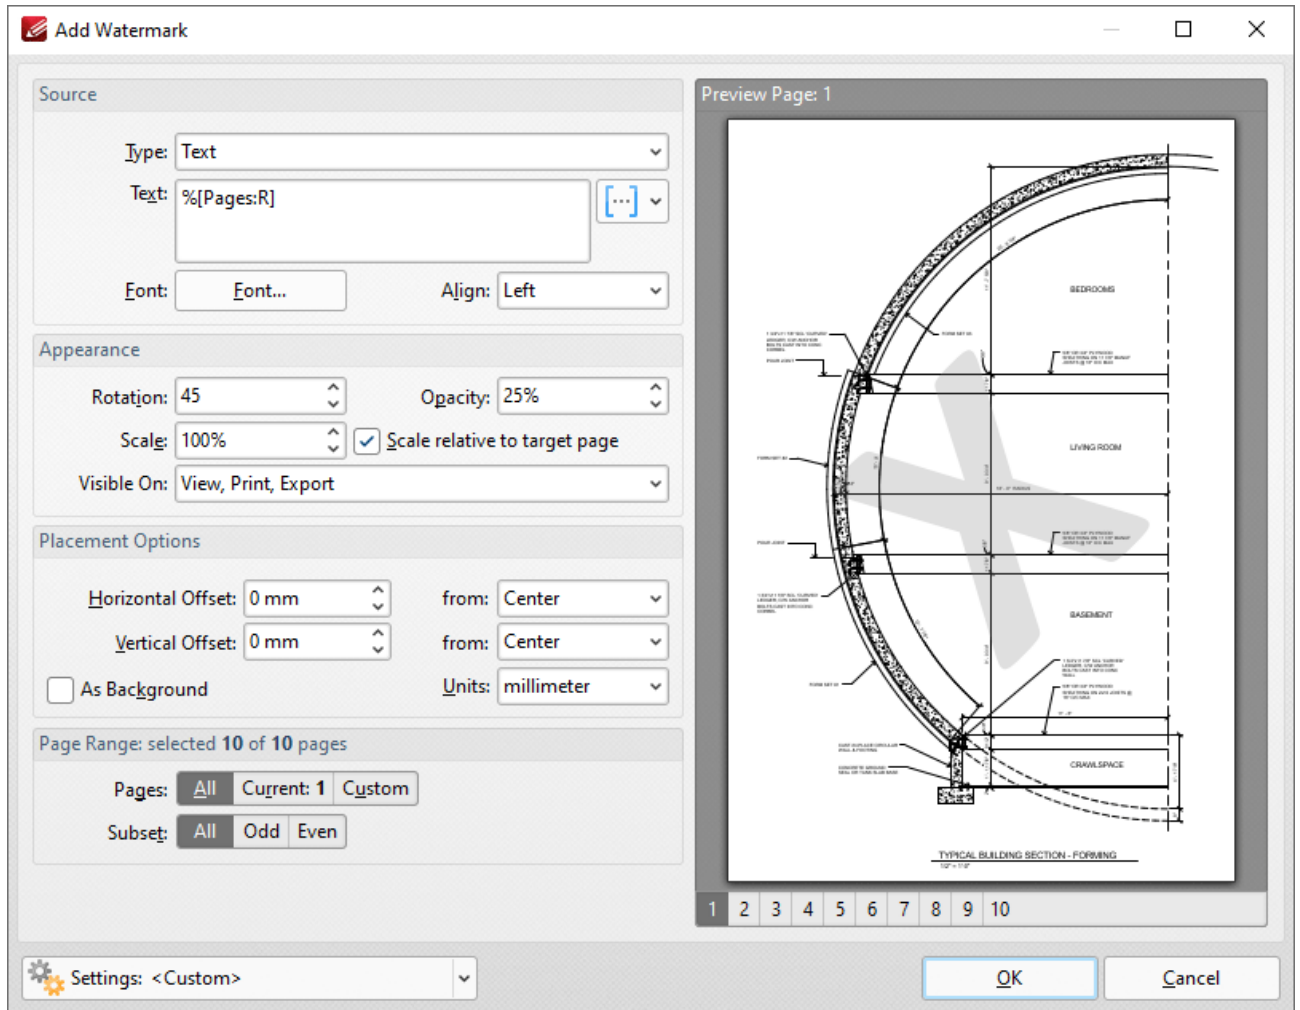 Add Watermark
Source
Type: Text
Text: %[Pages:R]
Font: Font... Align: Left
Appearance
Rotation: 45 Opacity: 25%
Scale: 100% Scale relative to target page
Visible On: View, Print, Export
Placement Options
Horizontal Offset: 0 mm from: Center
Vertical Offset: 0 mm from: Center
As Background Units: millimeter
Page Range: selected 10 of 10 pages
Pages: All Current: 1 Custom
Subset: All Odd Even
Preview Page: 1
BEDROOMS
LIVING ROOM
BASEMENT
CRAWLSPACE
TYPICAL BUILDING SECTION - FORMING
X
1 2 3 4 5 6 7 8 9 10
Settings: <Custom>
OK Cancel